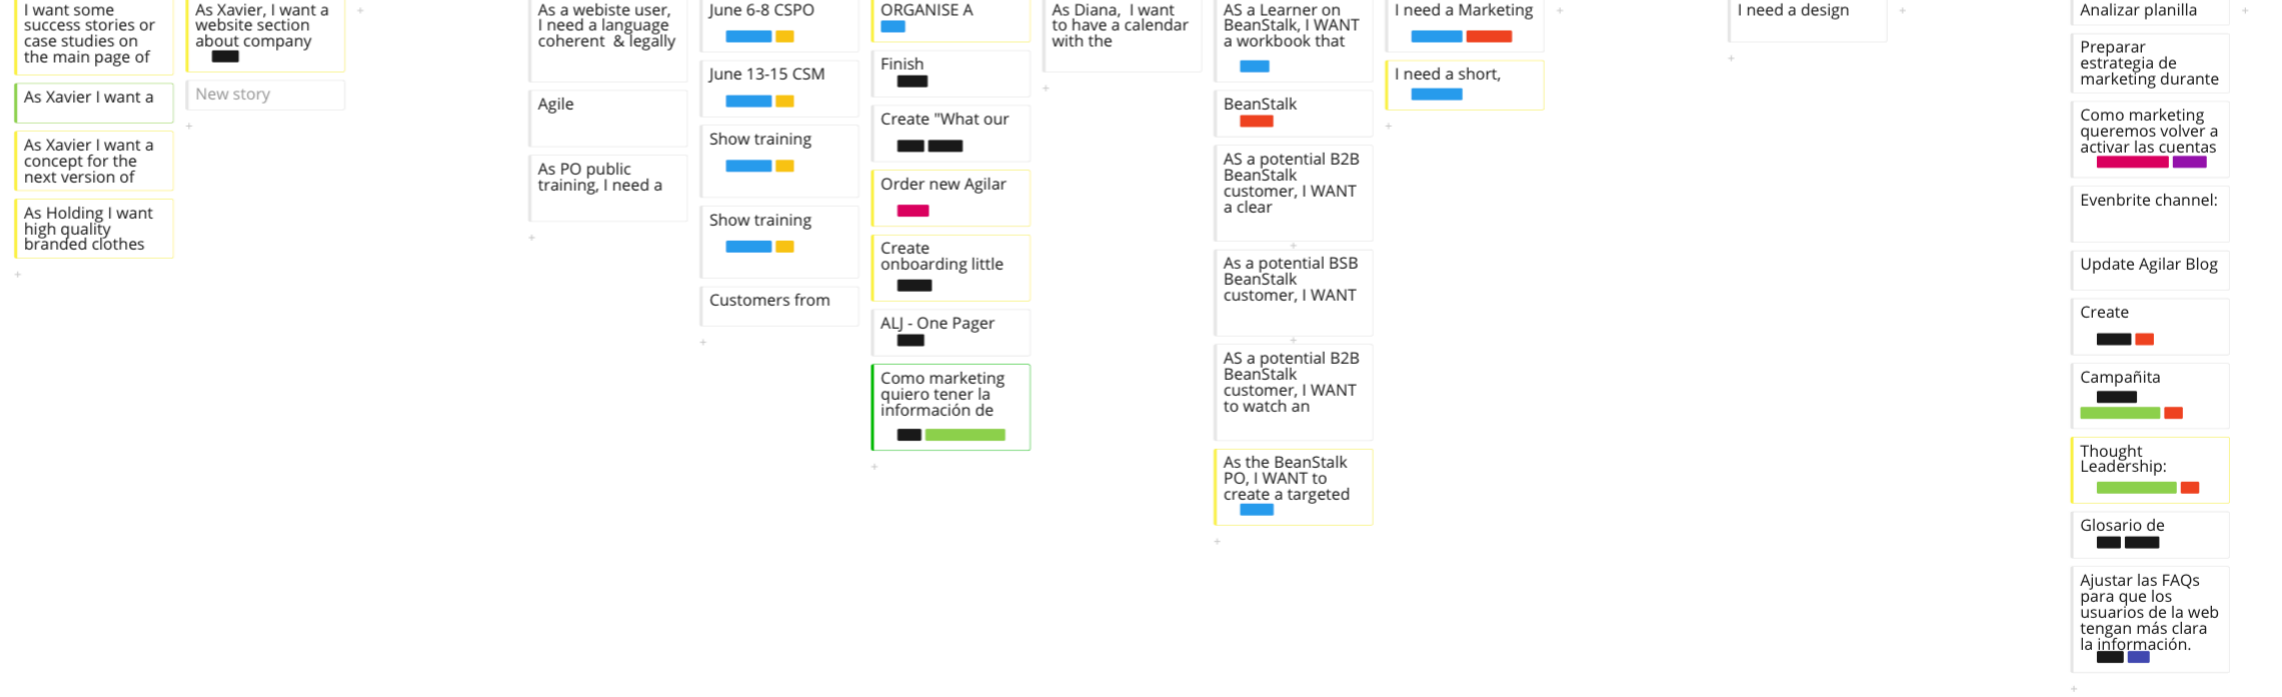 I want some
success stories or
case studies on
the main page of
As Xavier I want a
As Xavier I want a
concept for the
next version of
As Holding I want
high quality
branded clothes
As Xavier, I want a
website section
about company
New story
As a webiste user,
I need a language
coherent & legally
Agile
As PO public
training, I need a
June 6-8 CSPO
June 13-15 CSM
Show training
Show training
Customers from
ORGANISE A
Finish
Create "What our
Order new Agilar
Create
onboarding little
ALJ - One Pager
Como marketing
quiero tener la
información de
As Diana, I want
to have a calendar
with the
AS a Learner on
BeanStalk, I WANT
a workbook that
BeanStalk
AS a potential B2B
BeanStalk
customer, I WANT
a clear
As a potential BSB
BeanStalk
customer, I WANT
AS a potential B2B
BeanStalk
customer, I WANT
to watch an
As the BeanStalk
PO, I WANT to
create a targeted
I need a Marketing
I need a short,
I need a design
Analizar planilla
Preparar
estrategia de
marketing durante
Como marketing
queremos volver a
activar las cuentas
Evenbrite channel:
Update Agilar Blog
Create
Campañita
Thought
Leadership:
Glosario de
Ajustar las FAQs
para que los
usuarios de la web
tengan más clara
la información.